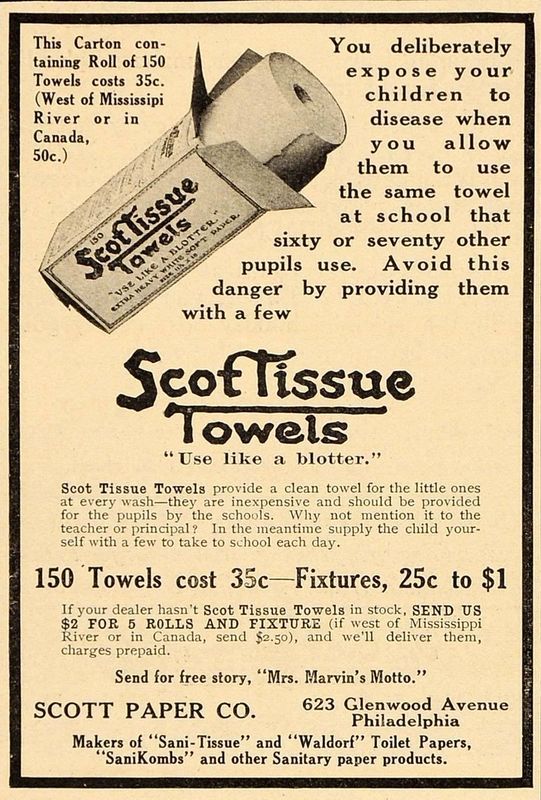 This Carton con-
taining Roll of 150
Towels costs 35c.
(West of Mississipi
River or in
Canada,
50c.)
150
ScotTissue
Towels
"USE LIKE A BLOTTER."
EXTRA HEAVY WHITE SOFT PAPER
You deliberately
expose your
children to
disease when
you allow
them to use
the same towel
at school that
sixty or seventy other
pupils use. Avoid this
danger by providing them
with a few
ScotTissue
Towels
"Use like a blotter."
Scot Tissue Towels provide a clean towel for the little ones
at every wash—they are inexpensive and should be provided
for the pupils by the schools. Why not mention it to the
teacher or principal? In the meantime supply the child your-
self with a few to take to school each day.
150 Towels cost 35c—Fixtures, 25c to $1
If your dealer hasn't Scot Tissue Towels in stock, SEND US
$2 FOR 5 ROLLS AND FIXTURE (if west of Mississippi
River or in Canada, send $2.50), and we'll deliver them,
charges prepaid.
Send for free story, "Mrs. Marvin's Motto."
SCOTT PAPER CO.
623 Glenwood Avenue
Philadelphia
Makers of "Sani-Tissue" and "Waldorf" Toilet Papers,
"SaniKombs" and other Sanitary paper products.